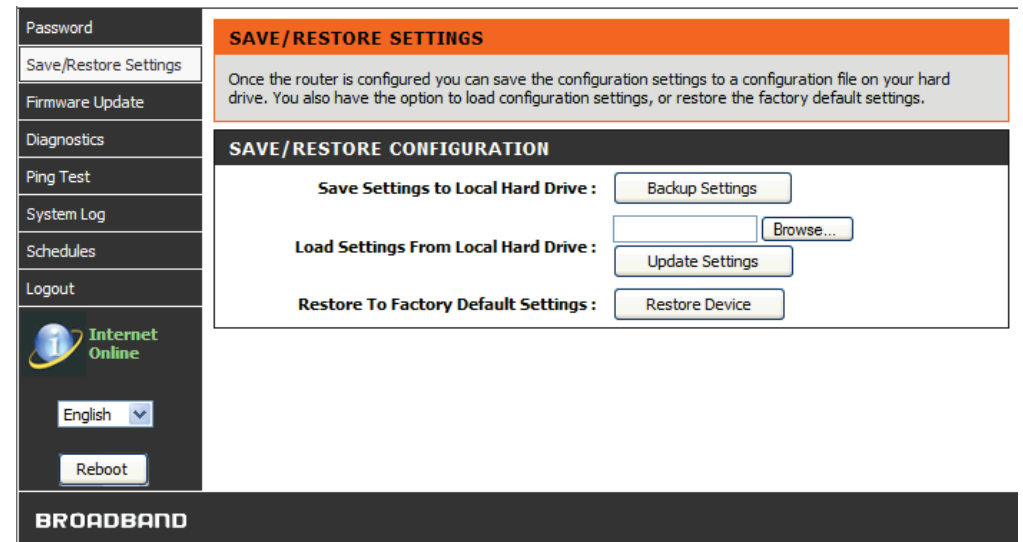 Password
Save/Restore Settings
Firmware Update
Diagnostics
Ping Test
System Log
Schedules
Logout
Internet
Online
English
Reboot
SAVE/RESTORE SETTINGS
Once the router is configured you can save the configuration settings to a configuration file on your hard
drive. You also have the option to load configuration settings, or restore the factory default settings.
SAVE/RESTORE CONFIGURATION
Save Settings to Local Hard Drive : Backup Settings
Browse...
Load Settings From Local Hard Drive :
Update Settings
Restore To Factory Default Settings : Restore Device
BROADBAND